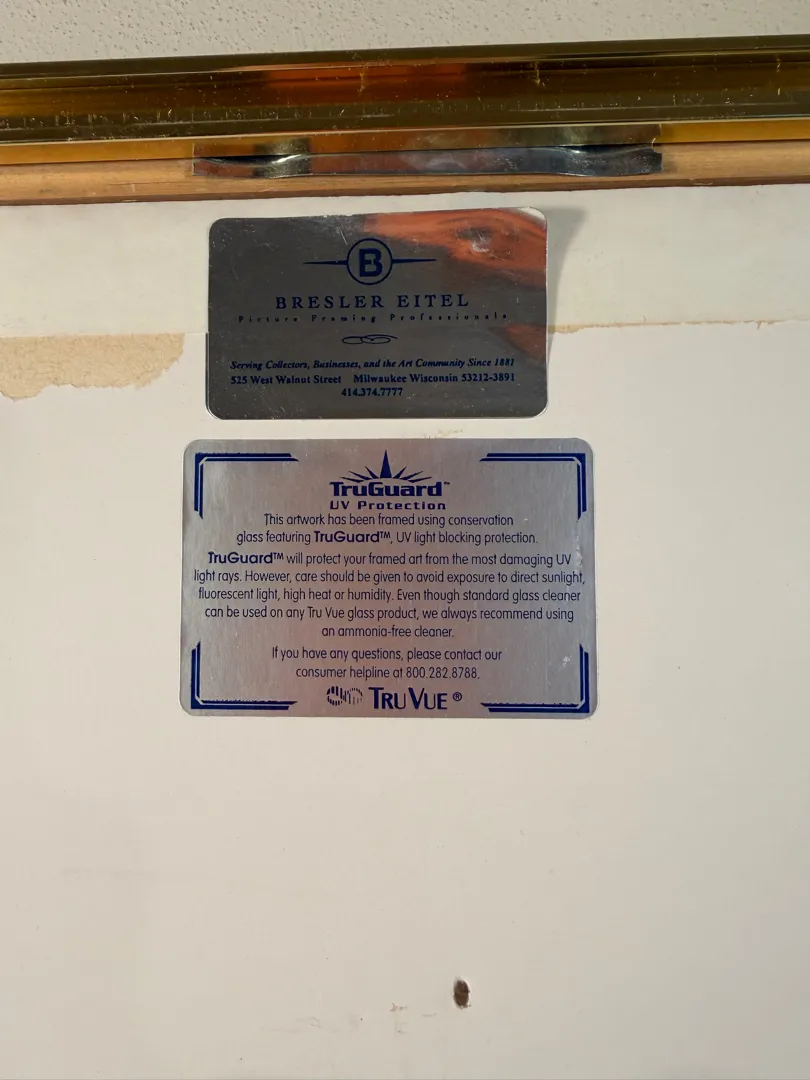 B
BRESLER EITEL
Picture Framing Professionals
Serving Collectors, Businesses, and the Art Community Since 1881
525 West Walnut Street Milwaukee Wisconsin 53212-3891
414.374.7777
TruGuard™
UV Protection
This artwork has been framed using conservation
glass featuring TruGuard™, UV light blocking protection.
TruGuard™ will protect your framed art from the most damaging UV
light rays. However, care should be given to avoid exposure to direct sunlight,
fluorescent light, high heat or humidity. Even though standard glass cleaner
can be used on any Tru Vue glass product, we always recommend using
an ammonia-free cleaner.
If you have any questions, please contact our
consumer helpline at 800.282.8788.
TRU VUE®